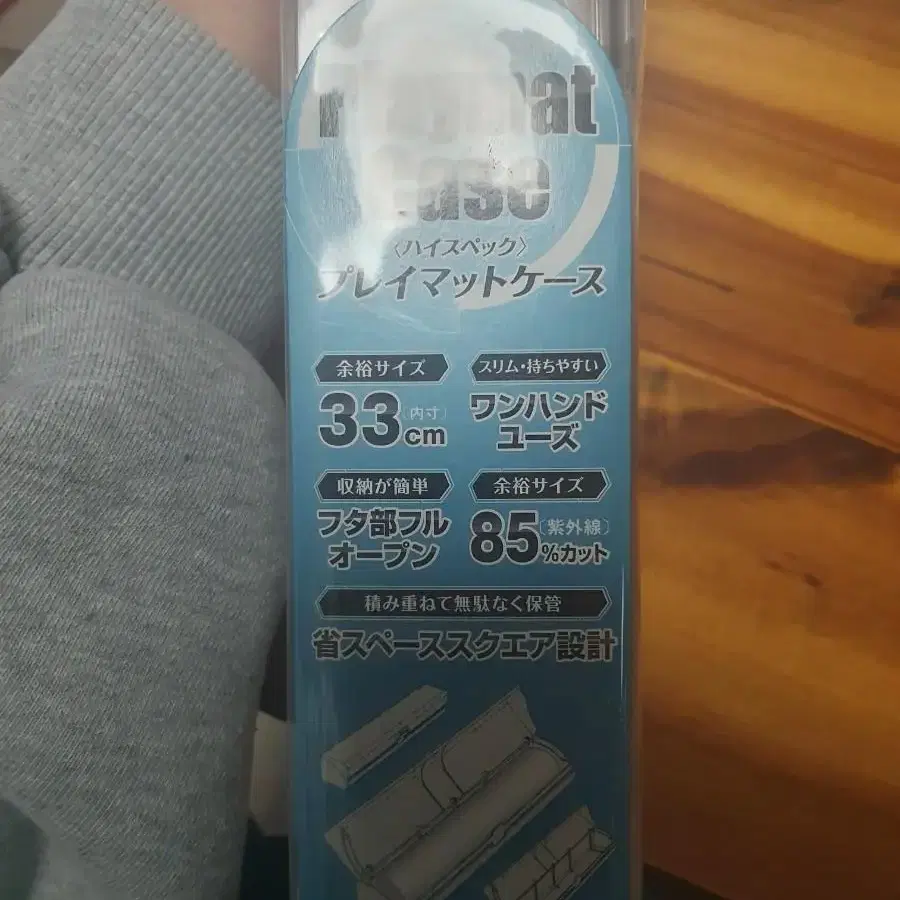 Case
〈ハイスペック〉
プレイマットケース
余裕サイズ
33cm〔内寸〕
スリム・持ちやすい
ワンハンド
ユーズ
収納が簡単
フタ部フル
オープン
余裕サイズ
85%カット〔紫外線〕
積み重ねて無駄なく保管
省スペーススクエア設計